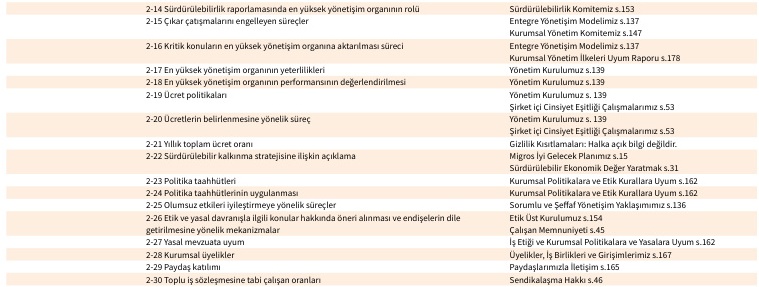 2-14 Sürdürülebilirlik raporlamasında en yüksek yönetişim organının rolü Sürdürülebilirlik Komitemiz s.153
2-15 Çıkar çatışmalarını engelleyen süreçler Entegre Yönetişim Modelimiz s.137
Kurumsal Yönetim Komitemiz s.147
2-16 Kritik konuların en yüksek yönetişim organına aktarılması süreci Entegre Yönetişim Modelimiz s.137
Kurumsal Yönetim İlkeleri Uyum Raporu s.178
2-17 En yüksek yönetişim organının yeterlilikleri Yönetim Kurulumuz s.139
2-18 En yüksek yönetişim organının performansının değerlendirilmesi Yönetim Kurulumuz s.139
2-19 Ücret politikaları Yönetim Kurulumuz s. 139
Şirket içi Cinsiyet Eşitliği Çalışmalarımız s.53
2-20 Ücretlerin belirlenmesine yönelik süreç Yönetim Kurulumuz s. 139
Şirket içi Cinsiyet Eşitliği Çalışmalarımız s.53
2-21 Yıllık toplam ücret oranı Gizlilik Kısıtlamaları: Halka açık bilgi değildir.
2-22 Sürdürülebilir kalkınma stratejisine ilişkin açıklama Migros İyi Gelecek Planımız s.15
Sürdürülebilir Ekonomik Değer Yaratmak s.31
2-23 Politika taahhütleri Kurumsal Politikalara ve Etik Kurallara Uyum s.162
2-24 Politika taahhütlerinin uygulanması Kurumsal Politikalara ve Etik Kurallara Uyum s.162
2-25 Olumsuz etkileri iyileştirmeye yönelik süreçler Sorumlu ve Şeffaf Yönetişim Yaklaşımımız s.136
2-26 Etik ve yasal davranışla ilgili konular hakkında öneri alınması ve endişelerin dile Etik Üst Kurulumuz s.154
getirilmesine yönelik mekanizmalar Çalışan Memnuniyeti s.45
2-27 Yasal mevzuata uyum İş Etiği ve Kurumsal Politikalara ve Yasalara Uyum s.162
2-28 Kurumsal üyelikler Üyelikler, İş Birlikleri ve Girişimlerimiz s.167
2-29 Paydaş katılımı Paydaşlarımızla İletişim s.165
2-30 Toplu iş sözleşmesine tabi çalışan oranları Sendikalaşma Hakkı s.46